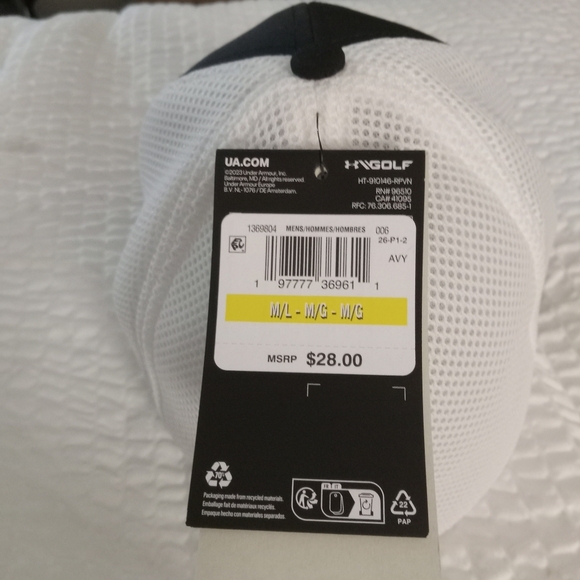 UA.COM
©2023 Under Armour, Inc.
Baltimore, MD / All rights reserved.
Under Armour Europe
B.V. NL-1076 / DE Amsterdam.
GOLF
HT-910146-RPVN
RN# 96510
CA# 41095
RFC: 76.306.685-1
1369804 MENS/HOMMES/HOMBRES 006
26-P1-2
AVY
1 97777 36961 1
M/L - M/G - M/G
MSRP $28.00
70%
Packaging made from recycled materials.
Emballage fait de matériaux recyclés.
Empaque hecho con materiales separados.
FR
22
PAP